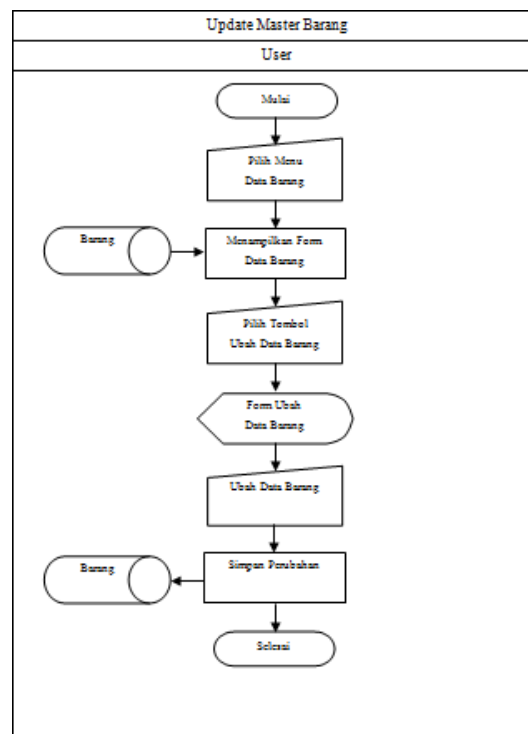 Update Master Barang
User
Mulai
Pilih Menu
Data Barang
Barang
Menampilkan Form
Data Barang
Pilih Tombol
Ubah Data Barang
Form Ubah
Data Barang
Ubah Data Barang
Barang
Simpan Perubahan
Selesai